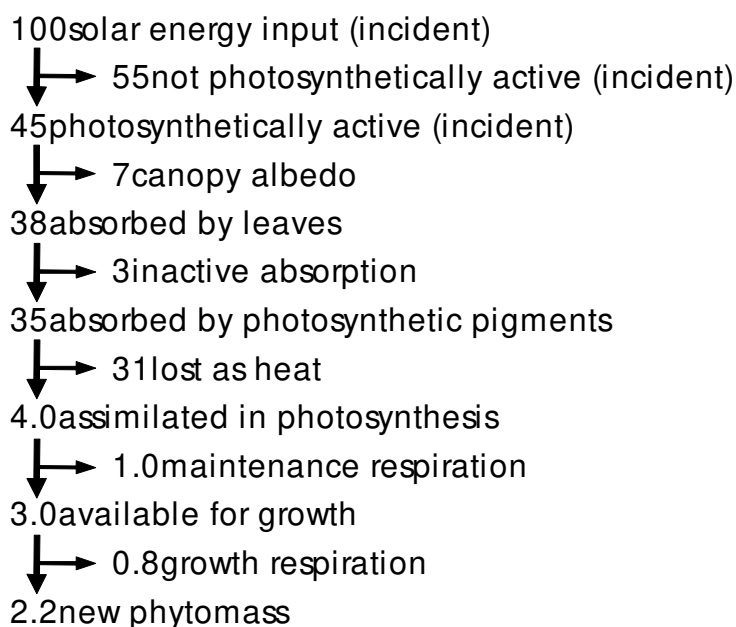 100solar energy input (incident)
55not photosynthetically active (incident)
45photosynthetically active (incident)
7canopy albedo
38absorbed by leaves
3inactive absorption
35absorbed by photosynthetic pigments
31lost as heat
4.0assimilated in photosynthesis
1.0maintenance respiration
3.0available for growth
0.8growth respiration
2.2new phytomass